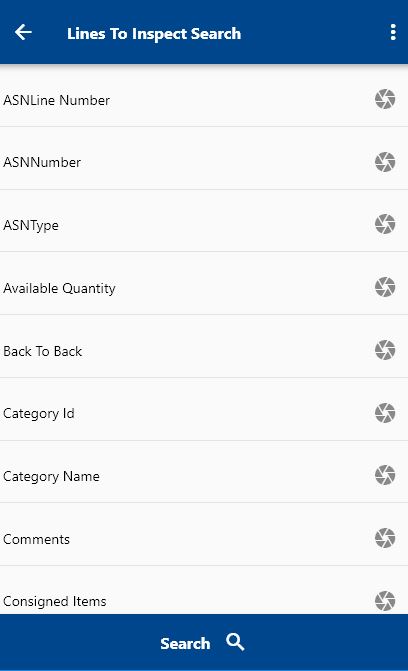 Lines To Inspect Search
ASNLine Number
ASNNumber
ASNType
Available Quantity
Back To Back
Category Id
Category Name
Comments
Consigned Items
Search